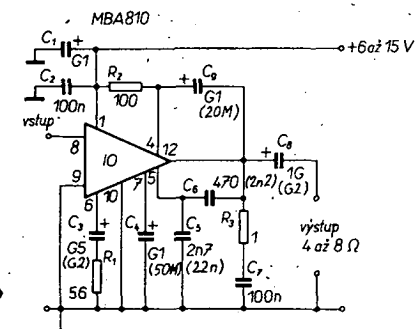 MBA810
C1 + G1
+6 až 15 V
C2 100n
R2 100
+ C9 G1 (20M)
vstup
1
8
IO
4
12
9
6
10
7
5
C6 470 (2n2)
+ C8 1G (G2)
C3 + G5 (G2)
R1 56
C4 + G1 (50M)
C5 2n7 (22n)
R3 1
C7 100n
výstup
4 až 8 Ω